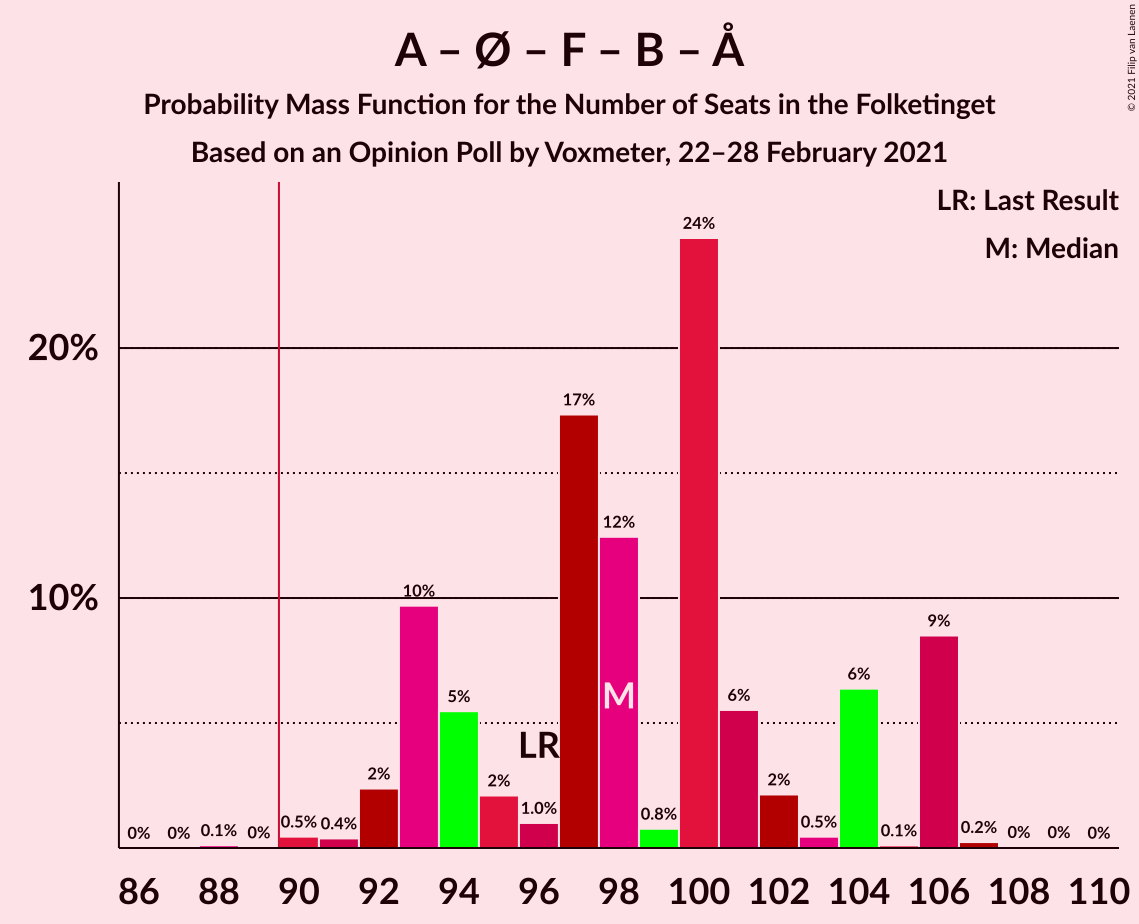 A – Ø – F – B – Å
Probability Mass Function for the Number of Seats in the Folketinget
Based on an Opinion Poll by Voxmeter, 22–28 February 2021
© 2021 Filip van Laenen
LR: Last Result
M: Median
20%
10%
0% 0% 0.1% 0% 0.5% 0.4% 2% 10% 5% 2% 1.0% 17% 12% 0.8% 24% 6% 2% 0.5% 6% 0.1% 9% 0.2% 0% 0% 0%
LR M
86 88 90 92 94 96 98 100 102 104 106 108 110